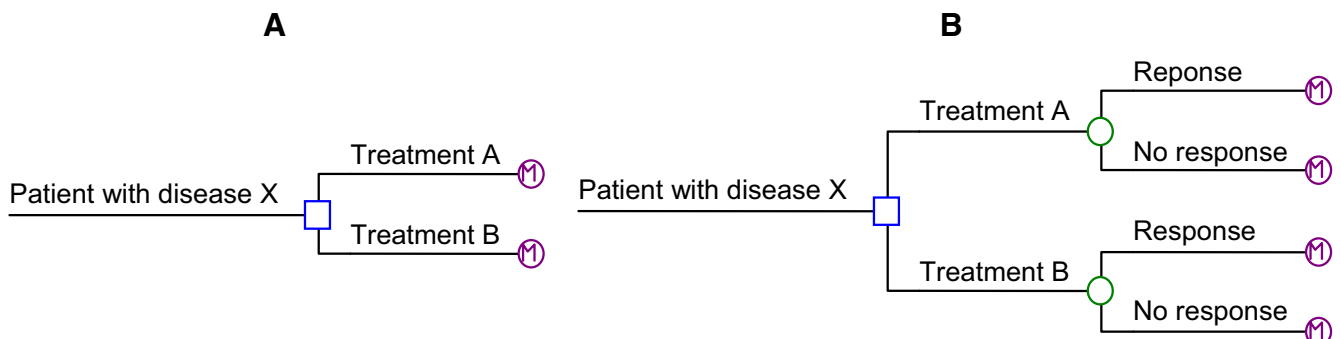 A
Patient with disease X
Treatment A
M
Treatment B
M
B
Patient with disease X
Treatment A
Reponse
M
No response
M
Treatment B
Response
M
No response
M